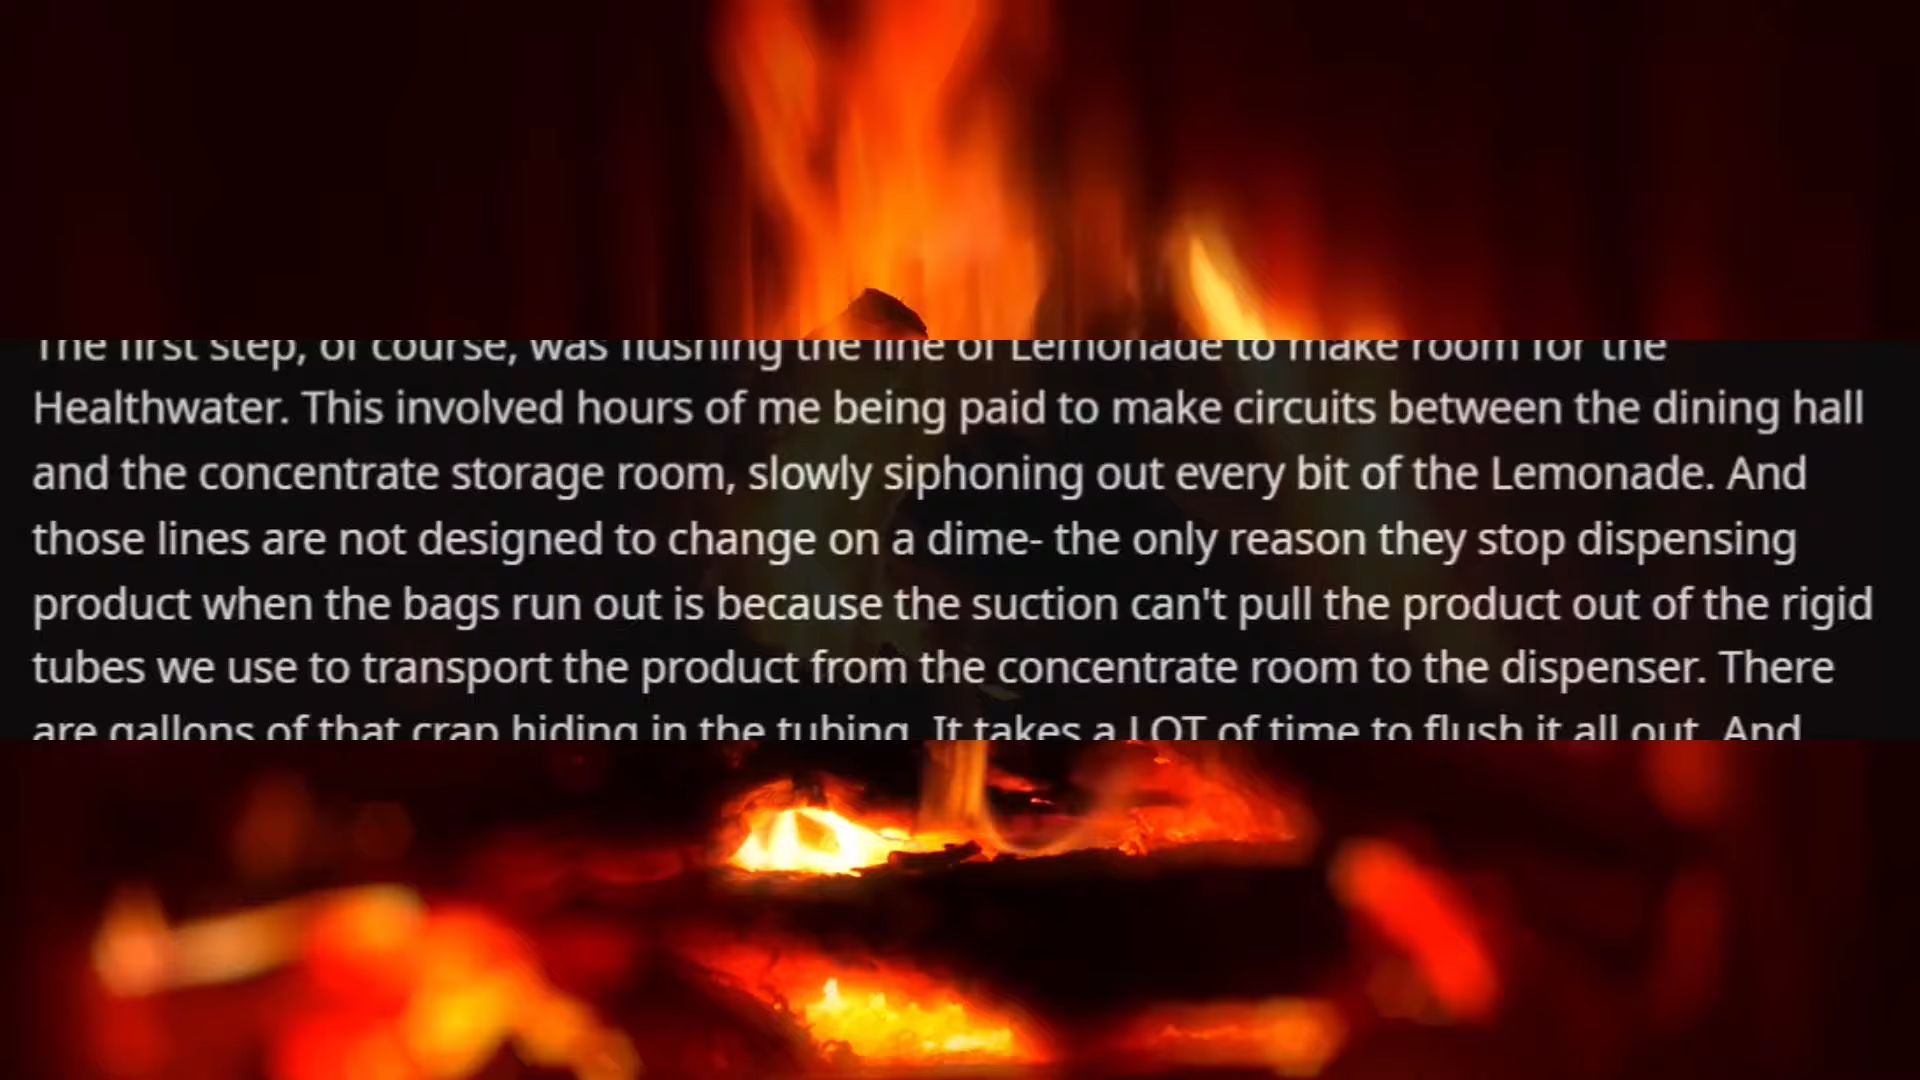 The first step, of course, was flushing the line of Lemonade to make room for the
Healthwater. This involved hours of me being paid to make circuits between the dining hall
and the concentrate storage room, slowly siphoning out every bit of the Lemonade. And
those lines are not designed to change on a dime- the only reason they stop dispensing
product when the bags run out is because the suction can't pull the product out of the rigid
tubes we use to transport the product from the concentrate room to the dispenser. There
are gallons of that crap hiding in the tubing. It takes a LOT of time to flush it all out. And